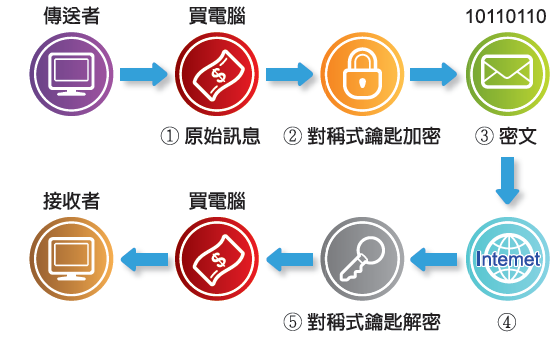 傳送者
買電腦
10110110
① 原始訊息
② 對稱式鑰匙加密
③ 密文
接收者
買電腦
Internet
⑤ 對稱式鑰匙解密
④